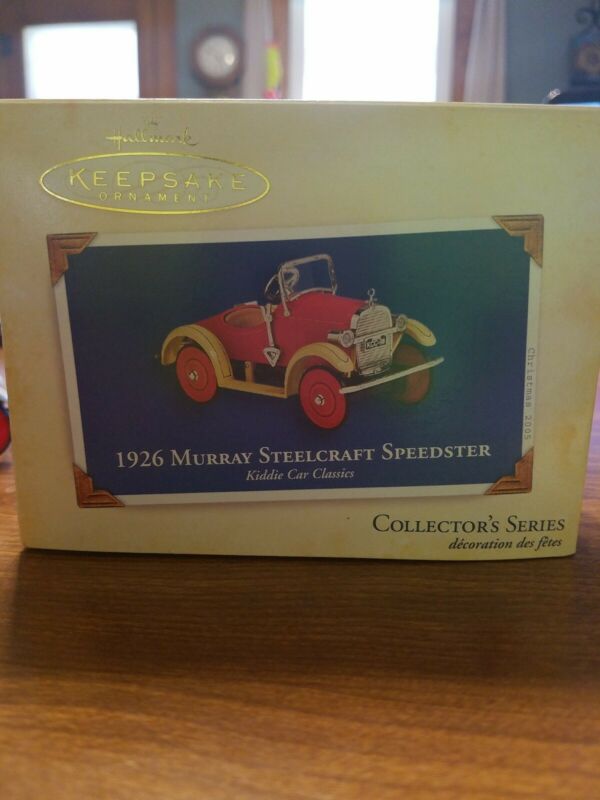 Hallmark
KEEPSAKE
ORNAMENT
Christmas 2005
1926 MURRAY STEELCRAFT SPEEDSTER
Kiddie Car Classics
COLLECTOR'S SERIES
décoration des fêtes